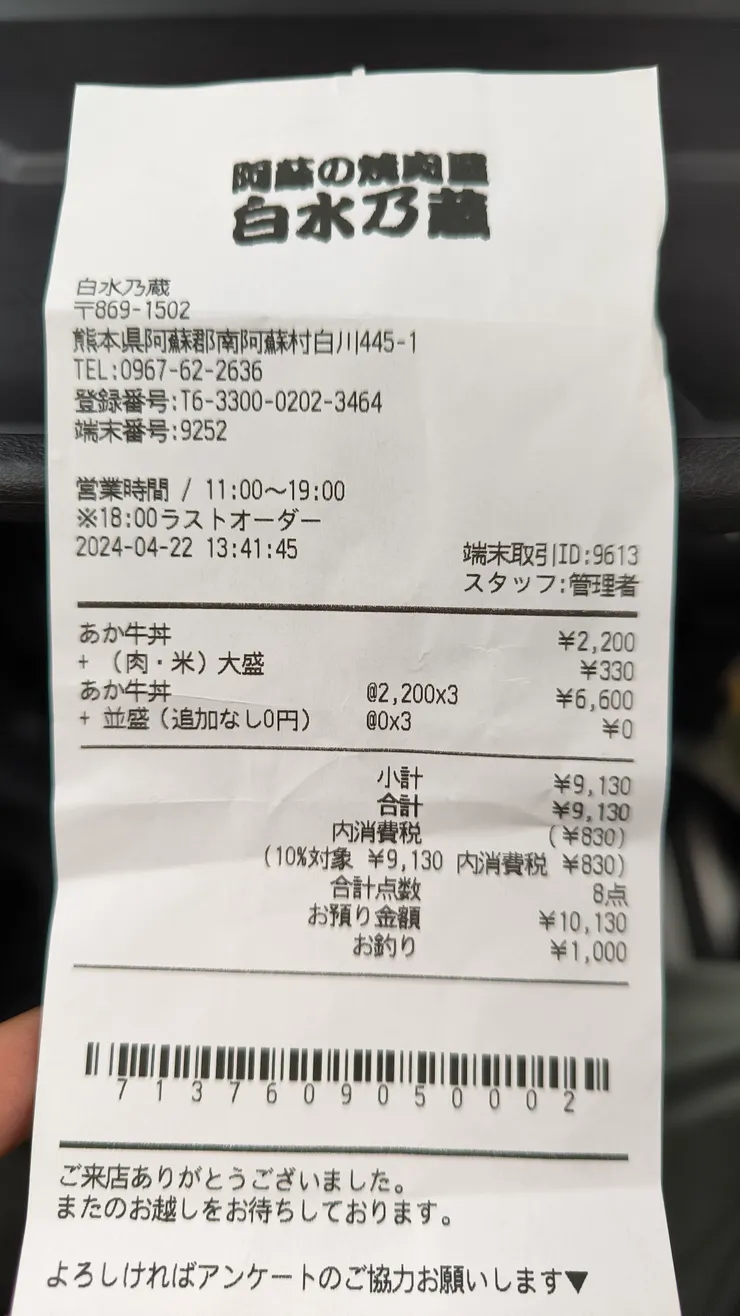 阿蘇の焼肉屋
白水乃蔵
白水乃蔵
〒869-1502
熊本県阿蘇郡南阿蘇村白川445-1
TEL:0967-62-2636
登録番号:T6-3300-0202-3464
端末番号:9252
営業時間 / 11:00〜19:00
※18:00ラストオーダー
2024-04-22 13:41:45 端末取引ID:9613
スタッフ:管理者
あか牛丼 ¥2,200
+ (肉・米)大盛 ¥330
あか牛丼 @2,200x3 ¥6,600
+ 並盛(追加なし0円) @0x3 ¥0
小計 ¥9,130
合計 ¥9,130
内消費税 (¥830)
(10%対象 ¥9,130 内消費税 ¥830)
合計点数 8点
お預り金額 ¥10,130
お釣り ¥1,000
7137609050002
ご来店ありがとうございました。
またのお越しをお待ちしております。
よろしければアンケートのご協力お願いします▼